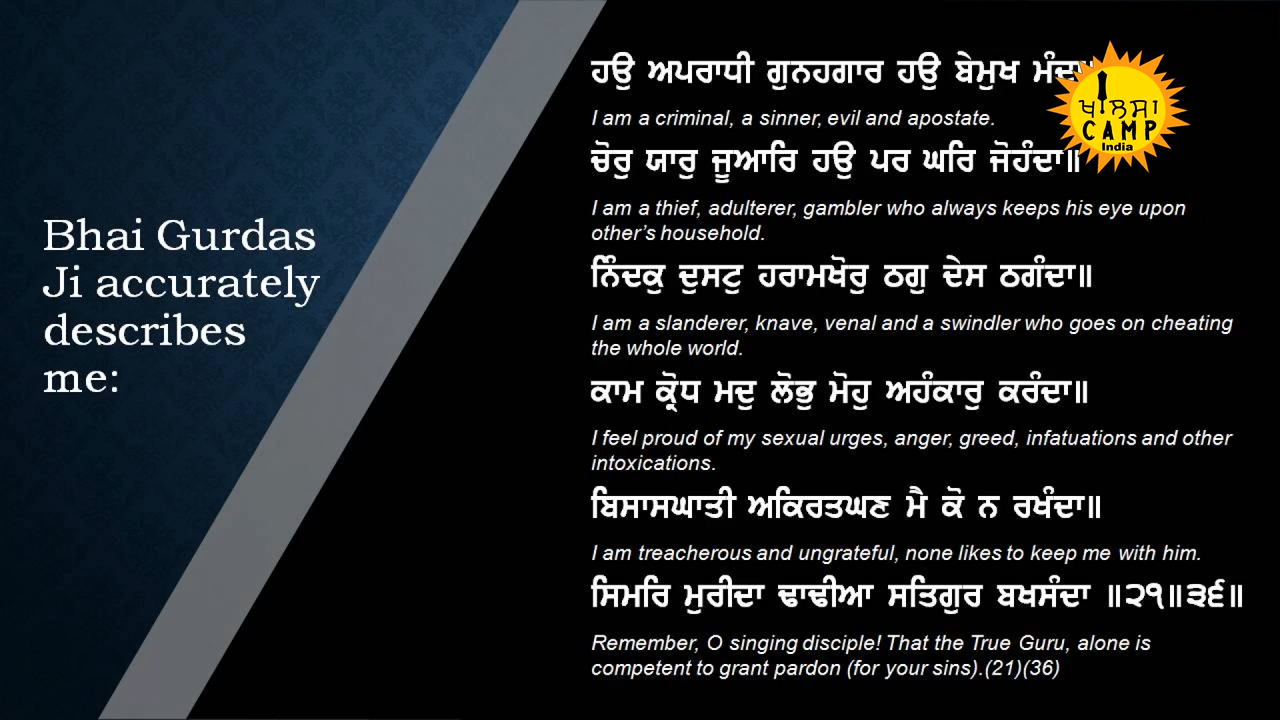 Bhai Gurdas
Ji accurately
describes
me:
ਹਉ ਅਪਰਾਧੀ ਗੁਨਹਗਾਰ ਹਉ ਬੇਮੁਖ ਮੰਦਾ॥
I am a criminal, a sinner, evil and apostate.
ਚੋਰੁ ਯਾਰੁ ਜੂਆਰਿ ਹਉ ਪਰ ਘਰਿ ਜੋਹੰਦਾ॥
I am a thief, adulterer, gambler who always keeps his eye upon
other's household.
ਨਿੰਦਕੁ ਦੁਸਟੁ ਹਰਾਮਖੋਰੁ ਠਗੁ ਦੇਸ ਠਗੰਦਾ॥
I am a slanderer, knave, venal and a swindler who goes on cheating
the whole world.
ਕਾਮ ਕ੍ਰੋਧ ਮਦੁ ਲੋਭੁ ਮੋਹੁ ਅਹੰਕਾਰੁ ਕਰੰਦਾ॥
I feel proud of my sexual urges, anger, greed, infatuations and other
intoxications.
ਬਿਸਾਸਘਾਤੀ ਅਕਿਰਤਘਣ ਮੈ ਕੋ ਨ ਰਖੰਦਾ॥
I am treacherous and ungrateful, none likes to keep me with him.
ਸਿਮਰਿ ਮੁਰੀਦਾ ਢਾਢੀਆ ਸਤਿਗੁਰ ਬਖਸੰਦਾ ॥੨੧॥੩੬॥
Remember, O singing disciple! That the True Guru, alone is
competent to grant pardon (for your sins).(21)(36)
ਖਾਲਸਾ
CAMP
India